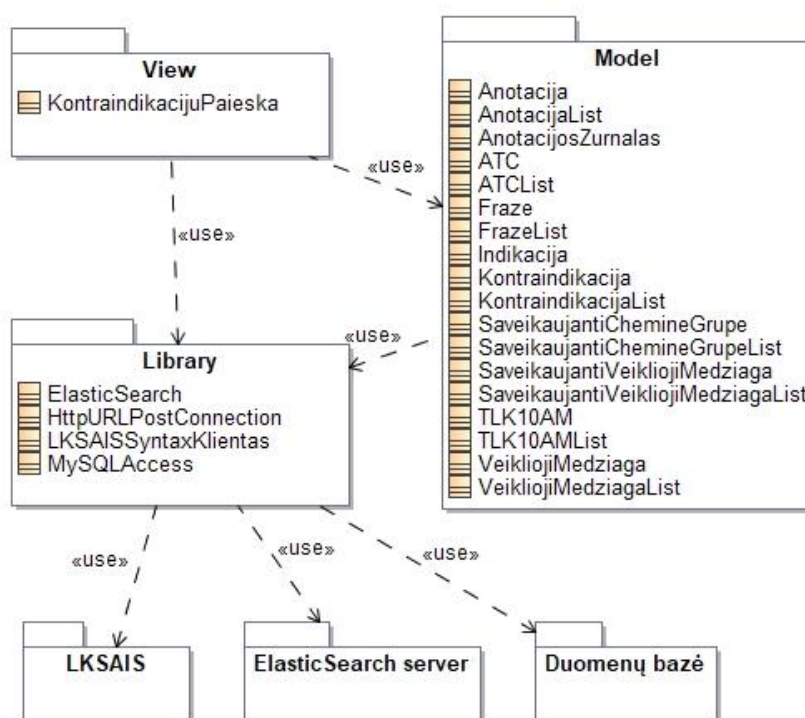 View
KontraindikacijuPaieska
Model
Anotacija
AnotacijaList
AnotacijosZurnalas
ATC
ATCList
Fraze
FrazeList
Indikacija
Kontraindikacija
KontraindikacijaList
SaveikaujantiChemineGrupe
SaveikaujantiChemineGrupeList
SaveikaujantiVeikliojiMedziaga
SaveikaujantiVeikliojiMedziagaList
TLK10AM
TLK10AMList
VeikliojiMedziaga
VeikliojiMedziagaList
«use»
«use»
«use»
Library
ElasticSearch
HttpURLPostConnection
LKSAISSyntaxKlientas
MySQLAccess
«use»
«use»
«use»
LKSAIS
ElasticSearch server
Duomenų bazė